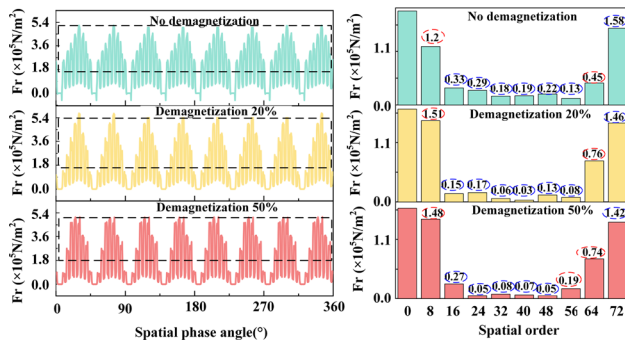 No demagnetization
Fr (×10⁵N/m²)
5.4
3.6
1.8
0.0
Demagnetization 20%
Fr (×10⁵N/m²)
5.4
3.6
1.8
0.0
Demagnetization 50%
Fr (×10⁵N/m²)
5.4
3.6
1.8
0.0
0 90 180 270 360
Spatial phase angle(°)
No demagnetization
Fr (×10⁵N/m²)
1.1
0.0
1.2 0.33 0.29 0.18 0.19 0.22 0.13 0.45 1.58
Demagnetization 20%
Fr (×10⁵N/m²)
1.1
0.0
1.51 0.15 0.17 0.06 0.03 0.13 0.08 0.76 1.46
Demagnetization 50%
Fr (×10⁵N/m²)
1.1
0.0
1.48 0.27 0.05 0.08 0.07 0.05 0.19 0.74 1.42
0 8 16 24 32 40 48 56 64 72
Spatial order